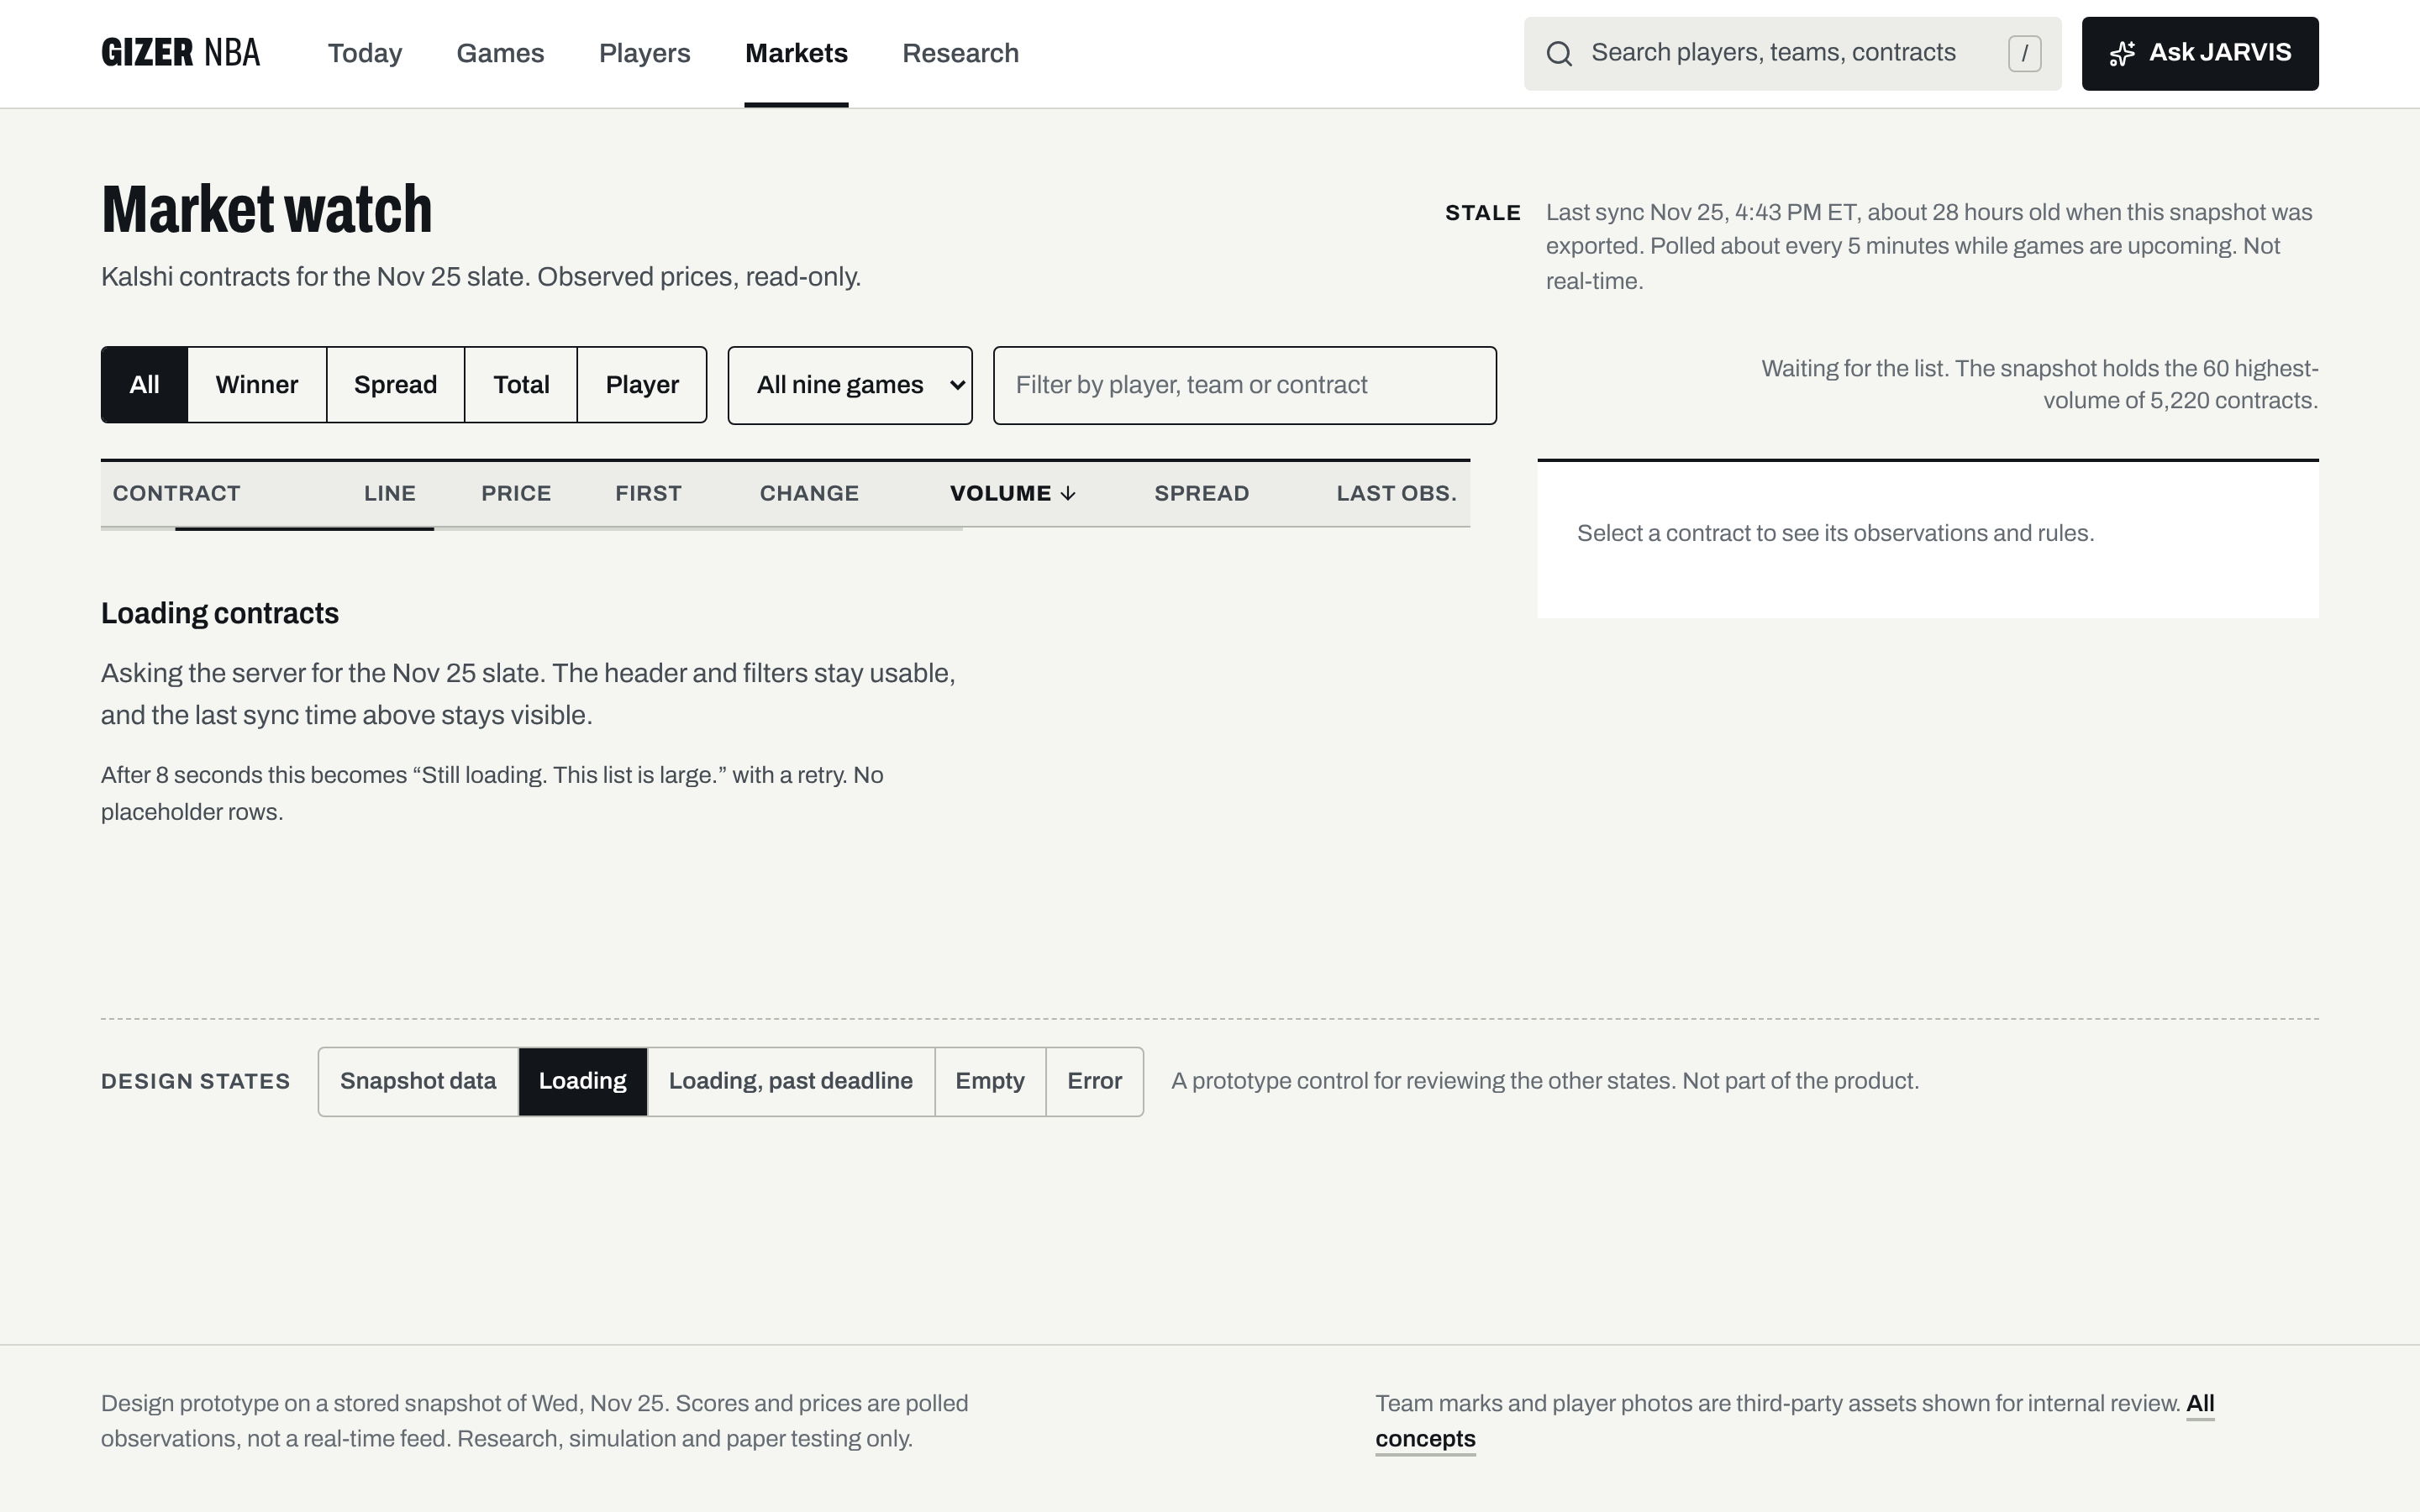 GIZER NBA
Today
Games
Players
Markets
Research
Search players, teams, contracts
/
Ask JARVIS
Market watch
Kalshi contracts for the Nov 25 slate. Observed prices, read-only.
STALE
Last sync Nov 25, 4:43 PM ET, about 28 hours old when this snapshot was
exported. Polled about every 5 minutes while games are upcoming. Not
real-time.
All
Winner
Spread
Total
Player
All nine games
Filter by player, team or contract
Waiting for the list. The snapshot holds the 60 highest-
volume of 5,220 contracts.
CONTRACT
LINE
PRICE
FIRST
CHANGE
VOLUME ↓
SPREAD
LAST OBS.
Select a contract to see its observations and rules.
Loading contracts
Asking the server for the Nov 25 slate. The header and filters stay usable,
and the last sync time above stays visible.
After 8 seconds this becomes “Still loading. This list is large.” with a retry. No
placeholder rows.
DESIGN STATES
Snapshot data
Loading
Loading, past deadline
Empty
Error
A prototype control for reviewing the other states. Not part of the product.
Design prototype on a stored snapshot of Wed, Nov 25. Scores and prices are polled
observations, not a real-time feed. Research, simulation and paper testing only.
Team marks and player photos are third-party assets shown for internal review. All
concepts